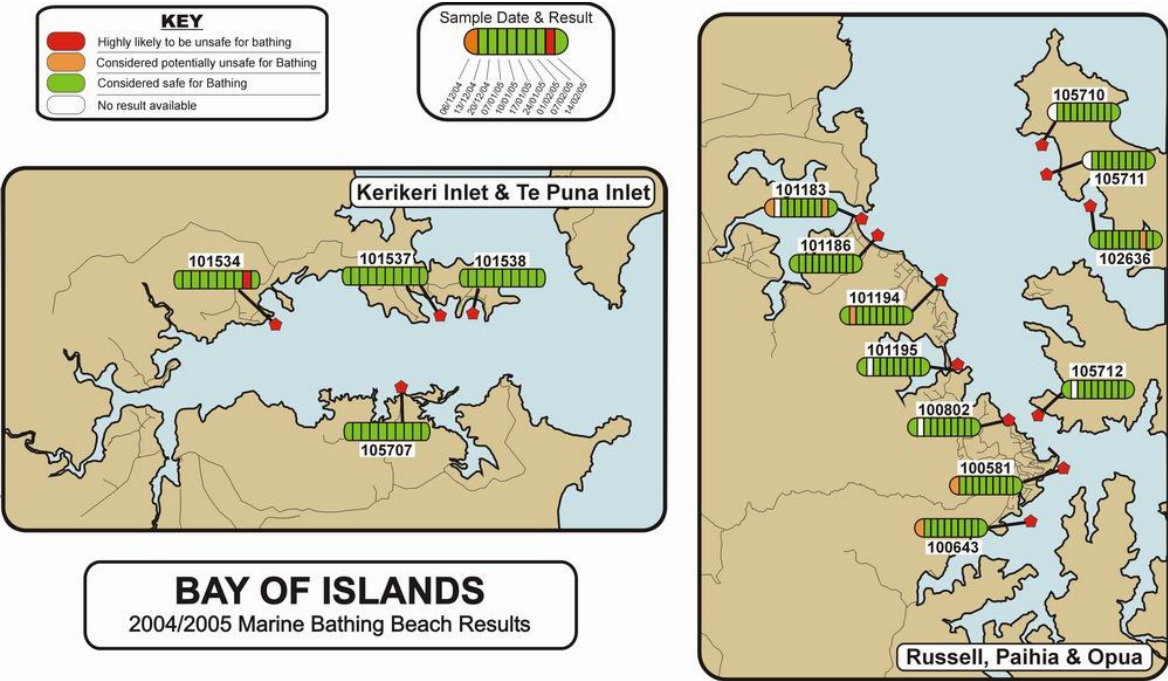 KEY
Highly likely to be unsafe for bathing
Considered potentially unsafe for Bathing
Considered safe for Bathing
No result available
Sample Date & Result
06/12/04
13/12/04
20/12/04
07/01/05
10/01/05
17/01/05
24/01/05
01/02/05
07/02/05
14/02/05
Kerikeri Inlet & Te Puna Inlet
101534
101537
101538
105707
BAY OF ISLANDS
2004/2005 Marine Bathing Beach Results
105710
105711
101183
102636
101186
101194
101195
105712
100802
100581
100643
Russell, Paihia & Opua